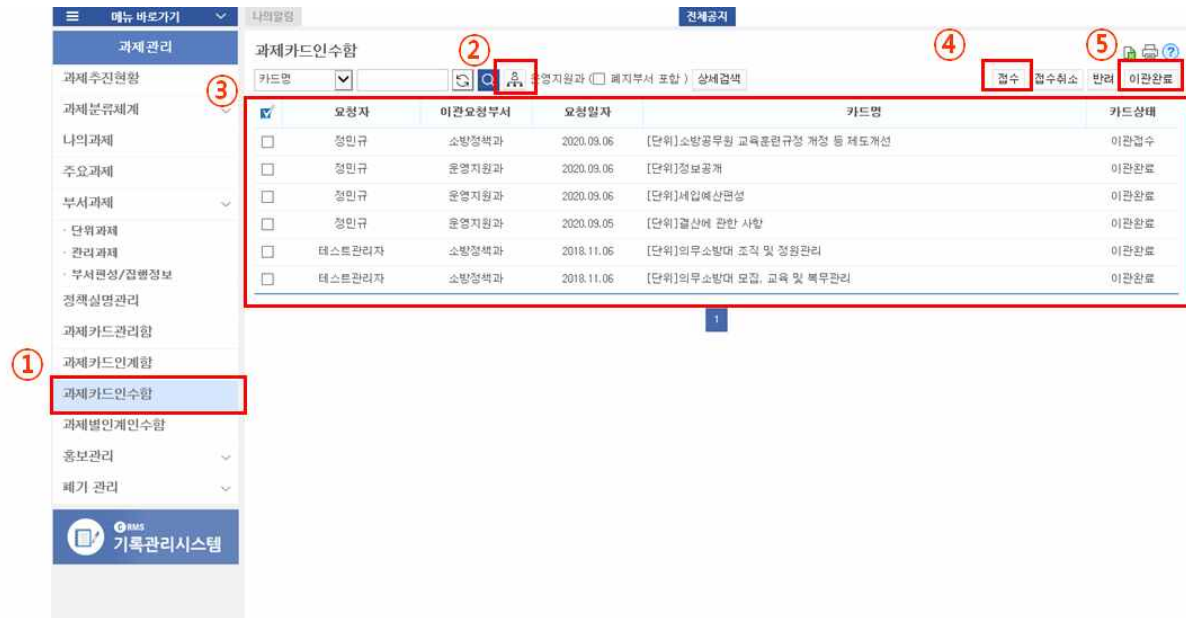 메뉴 바로가기
나의알림
전체공지
과제관리
과제추진현황
과제분류체계
나의과제
주요과제
부서과제
· 단위과제
· 관리과제
· 부서편성/집행정보
정책실명관리
과제카드관리함
과제카드인계함
① 과제카드인수함
과제별인계인수함
홍보관리
폐기 관리
GRMS
기록관리시스템
과제카드인수함
② ④ ⑤
카드명 운영지원과 ( 폐지부서 포함 ) 상세검색 접수 접수취소 반려 이관완료
③
요청자 이관요청부서 요청일자 카드명 카드상태
정민규 소방정책과 2020.09.06 [단위]소방공무원 교육훈련규정 개정 등 제도개선 이관접수
정민규 운영지원과 2020.09.06 [단위]정보공개 이관완료
정민규 운영지원과 2020.09.06 [단위]세입예산편성 이관완료
정민규 운영지원과 2020.09.05 [단위]결산에 관한 사항 이관완료
테스트관리자 소방정책과 2018.11.06 [단위]의무소방대 조직 및 정원관리 이관완료
테스트관리자 소방정책과 2018.11.06 [단위]의무소방대 모집, 교육 및 복무관리 이관완료
1